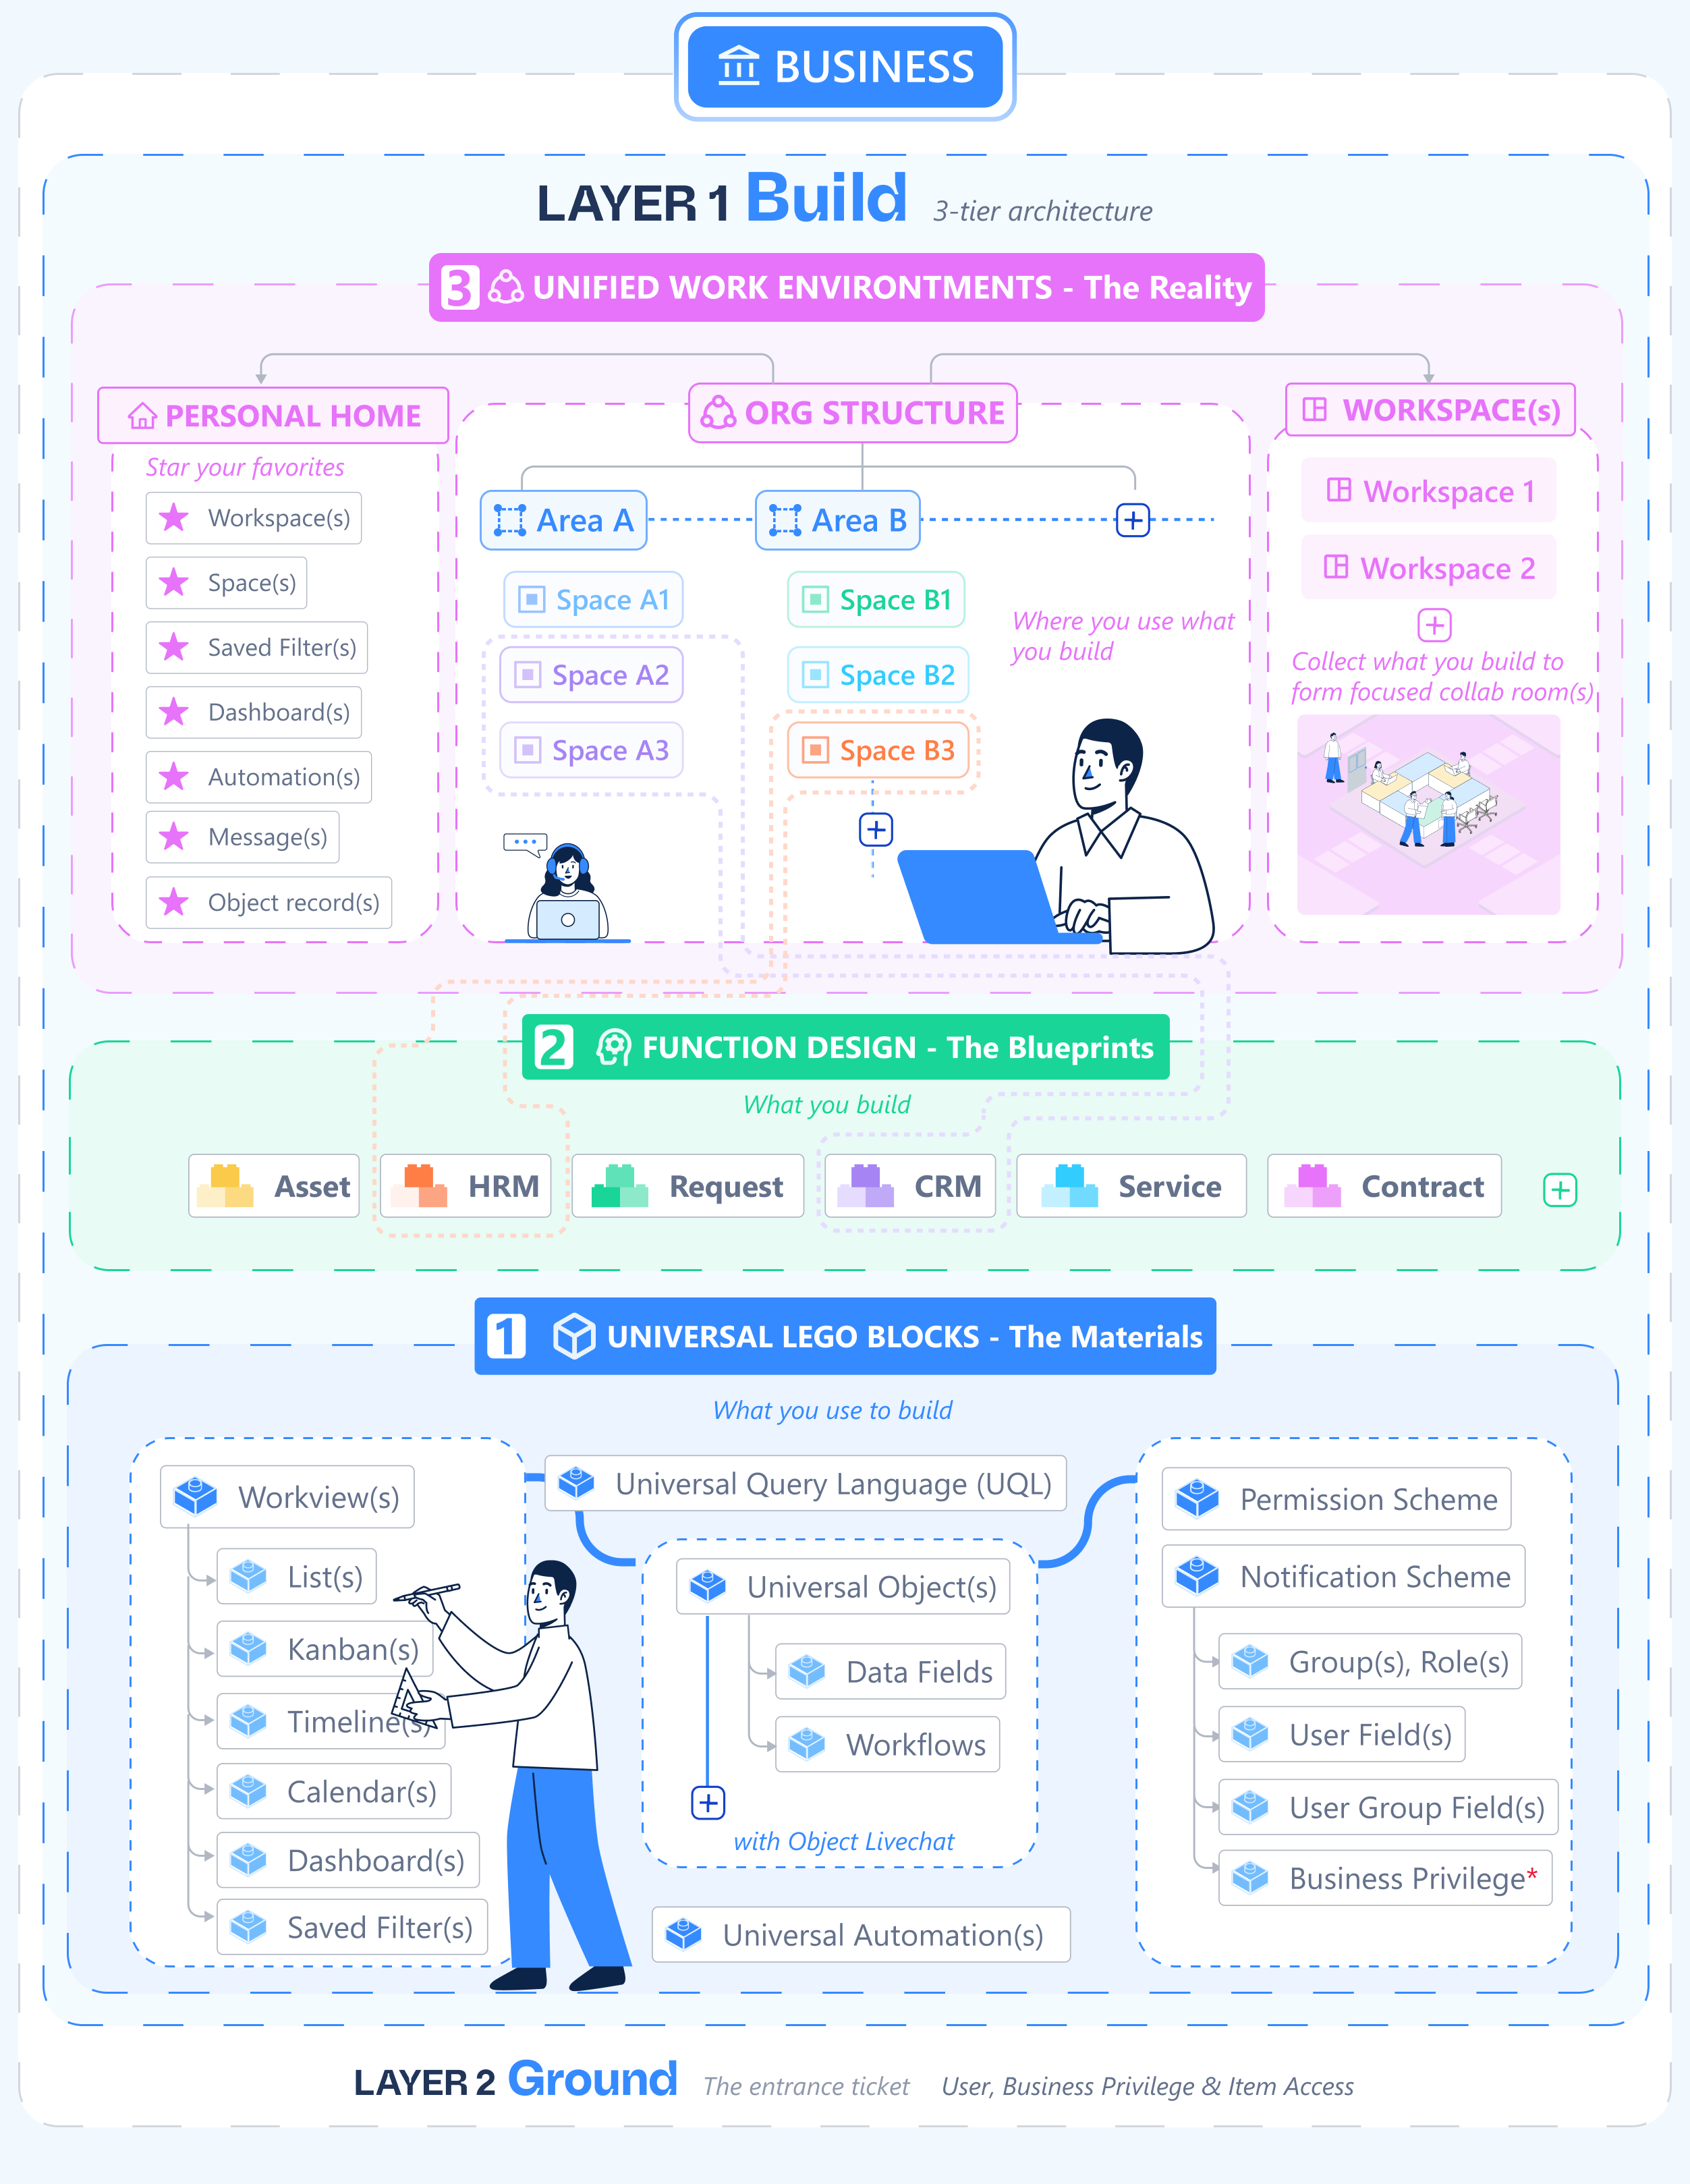 BUSINESS
LAYER 1 Build 3-tier architecture
3 UNIFIED WORK ENVIRONTMENTS - The Reality
PERSONAL HOME
Star your favorites
Workspace(s)
Space(s)
Saved Filter(s)
Dashboard(s)
Automation(s)
Message(s)
Object record(s)
ORG STRUCTURE
Area A
Area B
Space A1
Space A2
Space A3
Space B1
Space B2
Space B3
Where you use what
you build
WORKSPACE(s)
Workspace 1
Workspace 2
Collect what you build to
form focused collab room(s)
2 FUNCTION DESIGN - The Blueprints
What you build
Asset
HRM
Request
CRM
Service
Contract
1 UNIVERSAL LEGO BLOCKS - The Materials
What you use to build
Workview(s)
List(s)
Kanban(s)
Timeline(s)
Calendar(s)
Dashboard(s)
Saved Filter(s)
Universal Query Language (UQL)
Universal Object(s)
Data Fields
Workflows
with Object Livechat
Universal Automation(s)
Permission Scheme
Notification Scheme
Group(s), Role(s)
User Field(s)
User Group Field(s)
Business Privilege*
LAYER 2 Ground The entrance ticket User, Business Privilege & Item Access